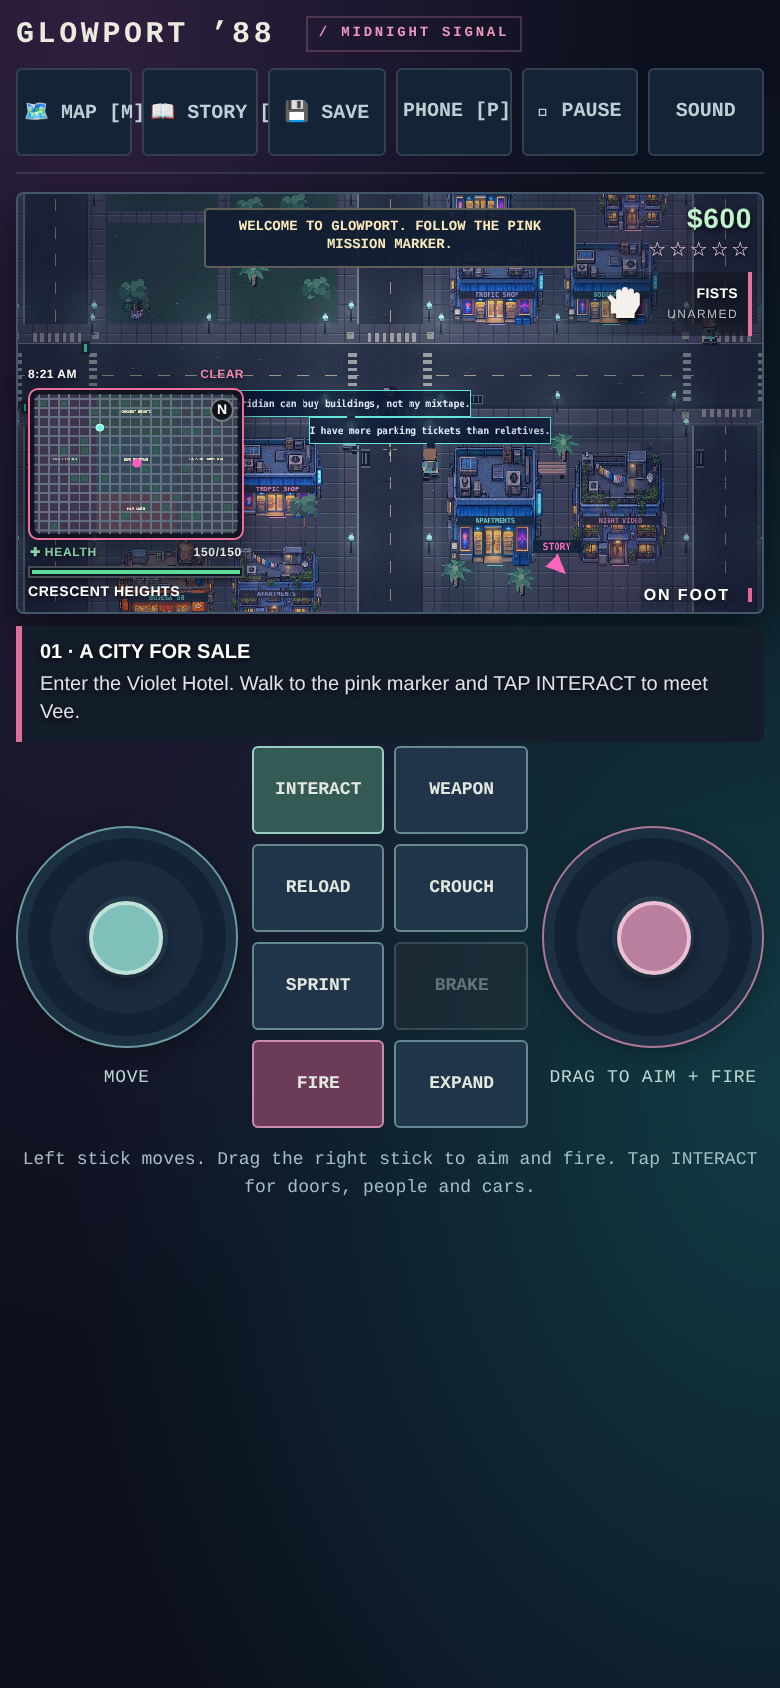 GLOWPORT ’88
/ MIDNIGHT SIGNAL
MAP [M]
STORY [
SAVE
PHONE [P]
PAUSE
SOUND
WELCOME TO GLOWPORT. FOLLOW THE PINK
MISSION MARKER.
$600
☆☆☆☆☆
FISTS
UNARMED
TROPIC SHOP
8:21 AM
CLEAR
N
ridian can buy buildings, not my mixtape.
I have more parking tickets than relatives.
TROPIC SHOP
APARTMENTS
NIGHT VIDEO
STORY
HEALTH
150/150
CRESCENT HEIGHTS
BODEGA 88
APARTMENTS
ON FOOT
01 · A CITY FOR SALE
Enter the Violet Hotel. Walk to the pink marker and TAP INTERACT to meet
Vee.
INTERACT
WEAPON
RELOAD
CROUCH
SPRINT
BRAKE
FIRE
EXPAND
MOVE
DRAG TO AIM + FIRE
Left stick moves. Drag the right stick to aim and fire. Tap INTERACT
for doors, people and cars.